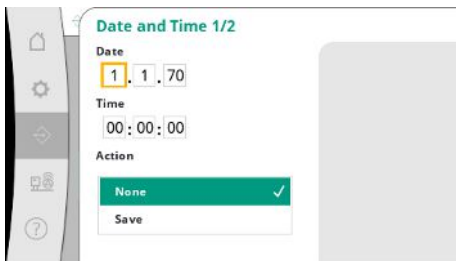 Date and Time 1/2
Date
1 . 1 . 70
Time
00 : 00 : 00
Action
None
Save
?